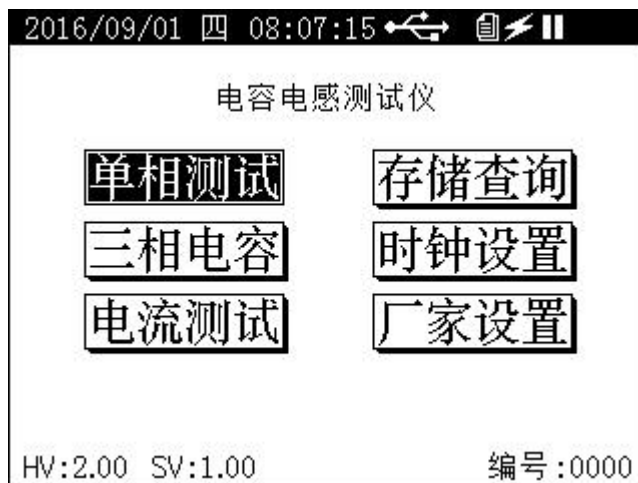 2016/09/01 四 08:07:15
电容电感测试仪
单相测试 存储查询
三相电容 时钟设置
电流测试 厂家设置
HV:2.00 SV:1.00 编号:0000